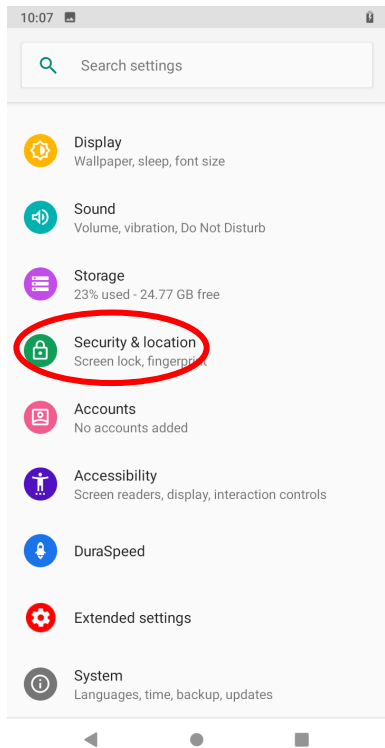 10:07
Search settings
Display
Wallpaper, sleep, font size
Sound
Volume, vibration, Do Not Disturb
Storage
23% used - 24.77 GB free
Security & location
Screen lock, fingerprint
Accounts
No accounts added
Accessibility
Screen readers, display, interaction controls
DuraSpeed
Extended settings
System
Languages, time, backup, updates